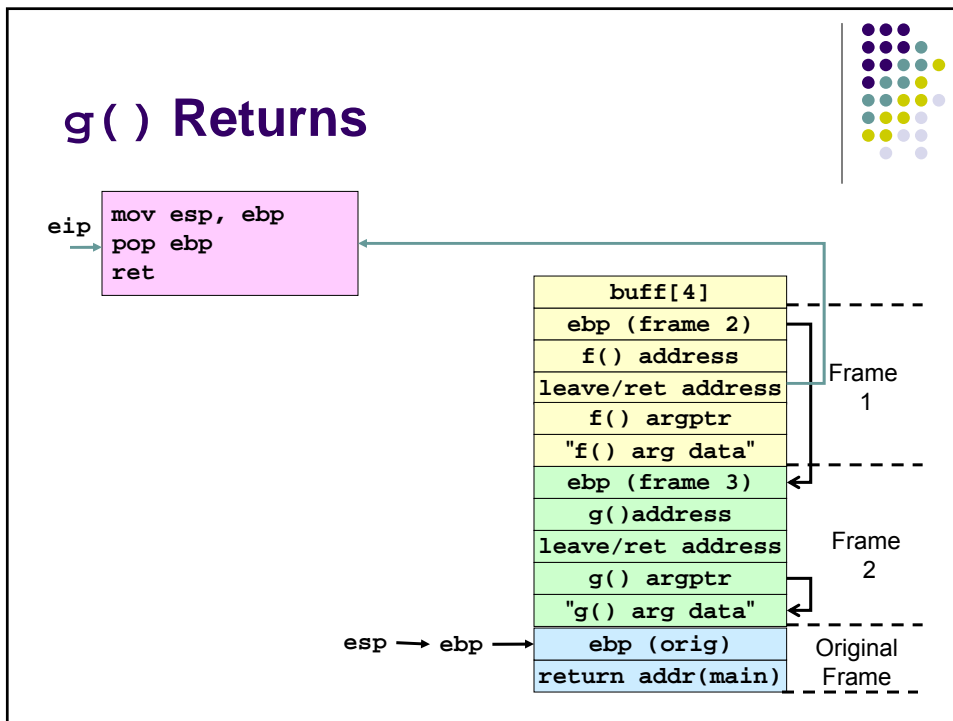 g() Returns
eip
mov esp, ebp
pop ebp
ret
buff[4]
ebp (frame 2)
f() address
leave/ret address
f() argptr
"f() arg data"
Frame
1
ebp (frame 3)
g()address
leave/ret address
g() argptr
"g() arg data"
Frame
2
esp
ebp
ebp (orig)
return addr(main)
Original
Frame